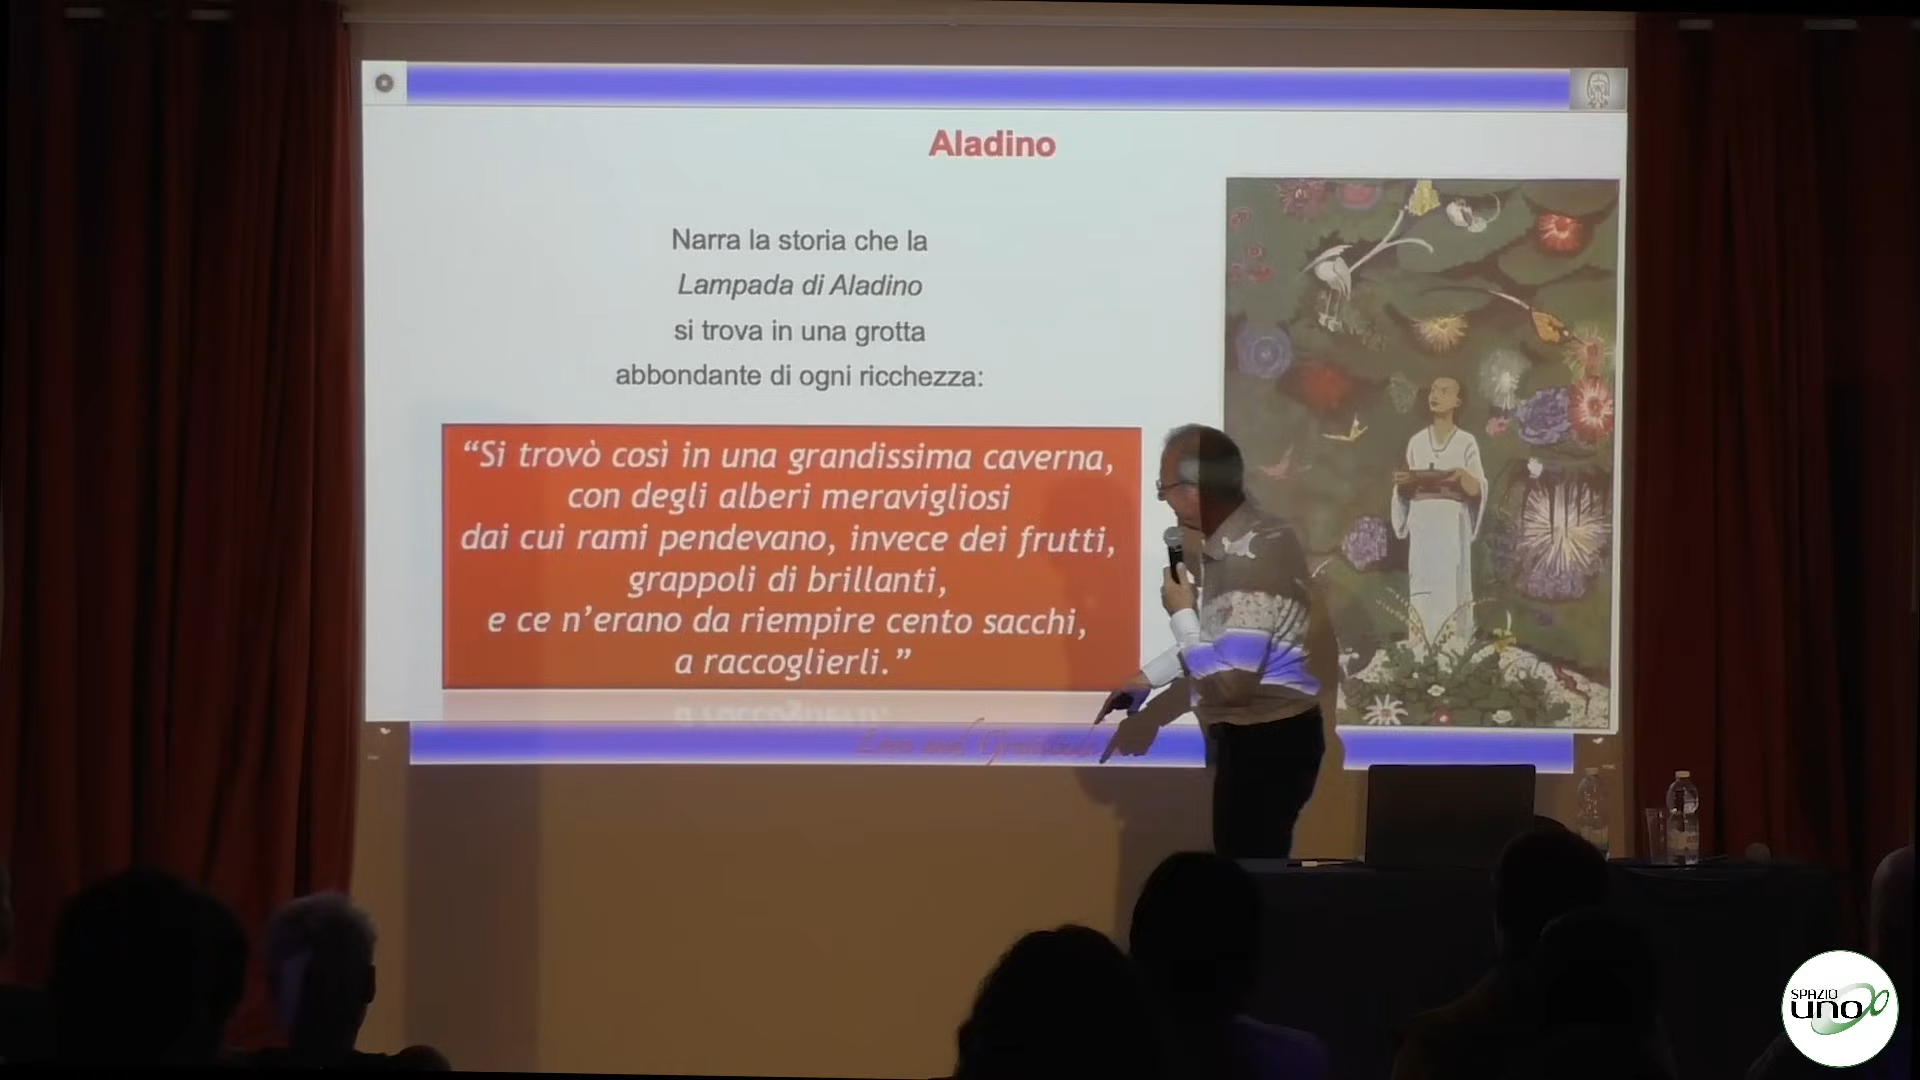 Aladino
Narra la storia che la
Lampada di Aladino
si trova in una grotta
abbondante di ogni ricchezza:
“Si trovò così in una grandissima caverna,
con degli alberi meravigliosi
dai cui rami pendevano, invece dei frutti,
grappoli di brillanti,
e ce n’erano da riempire cento sacchi,
a raccoglierli.”
SPAZIO
uno